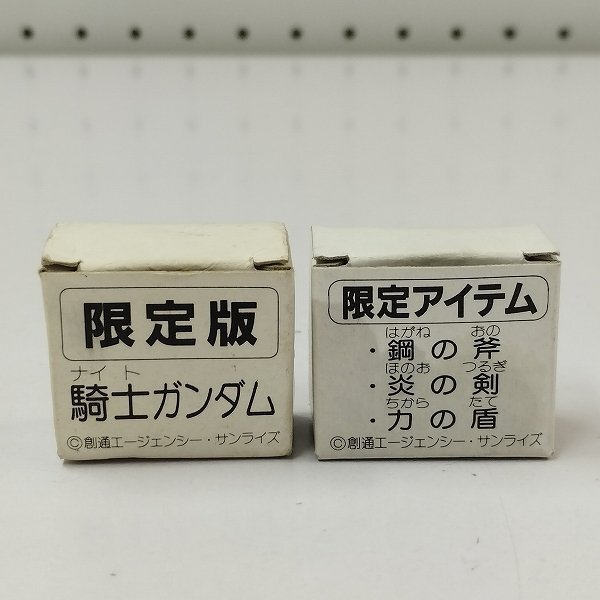 限定版
ナイト
騎士ガンダム
©創通エージェンシー・サンライズ
限定アイテム
はがね おの
・鋼の斧
ほのお つるぎ
・炎の剣
ちから たて
・力の盾
©創通エージェンシー・サンライズ